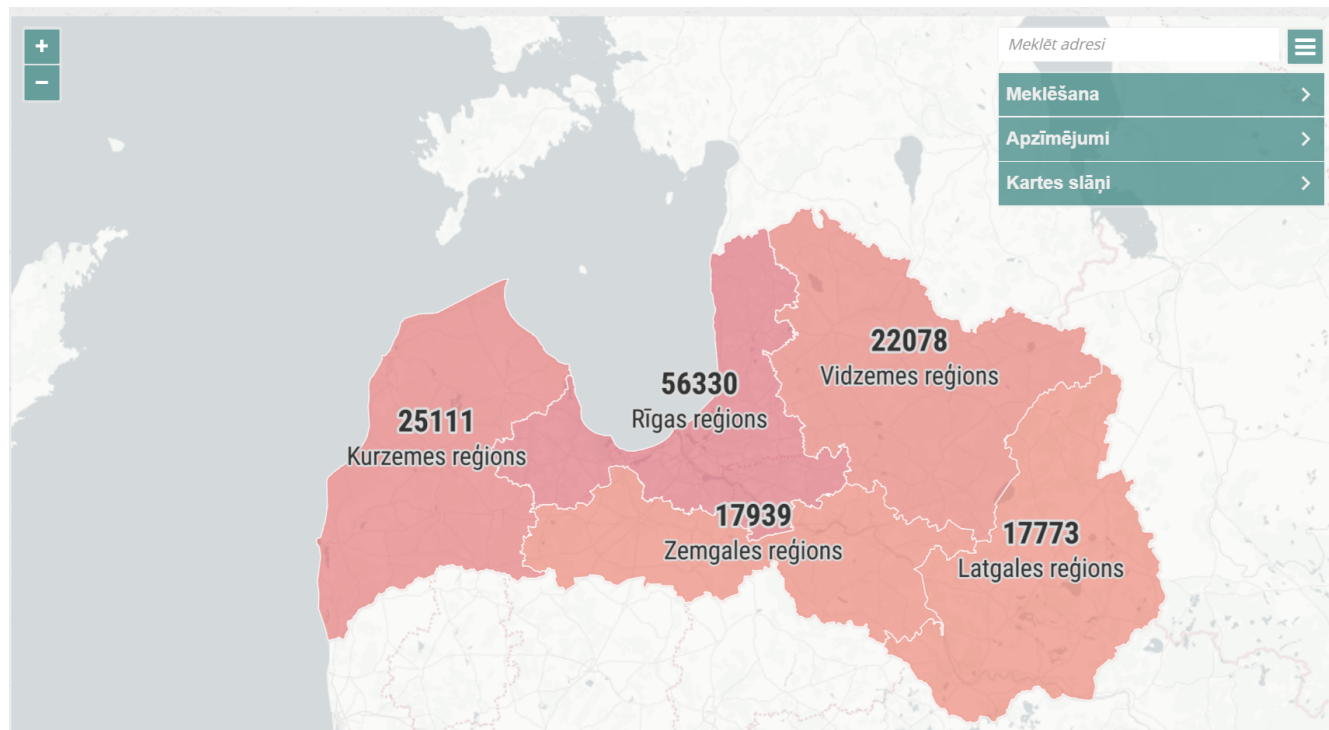 +
−
Meklēt adresi
Meklēšana
Apzīmējumi
Kartes slāņi
22078
Vidzemes reģions
56330
Rīgas reģions
25111
Kurzemes reģions
17939
Zemgales reģions
17773
Latgales reģions